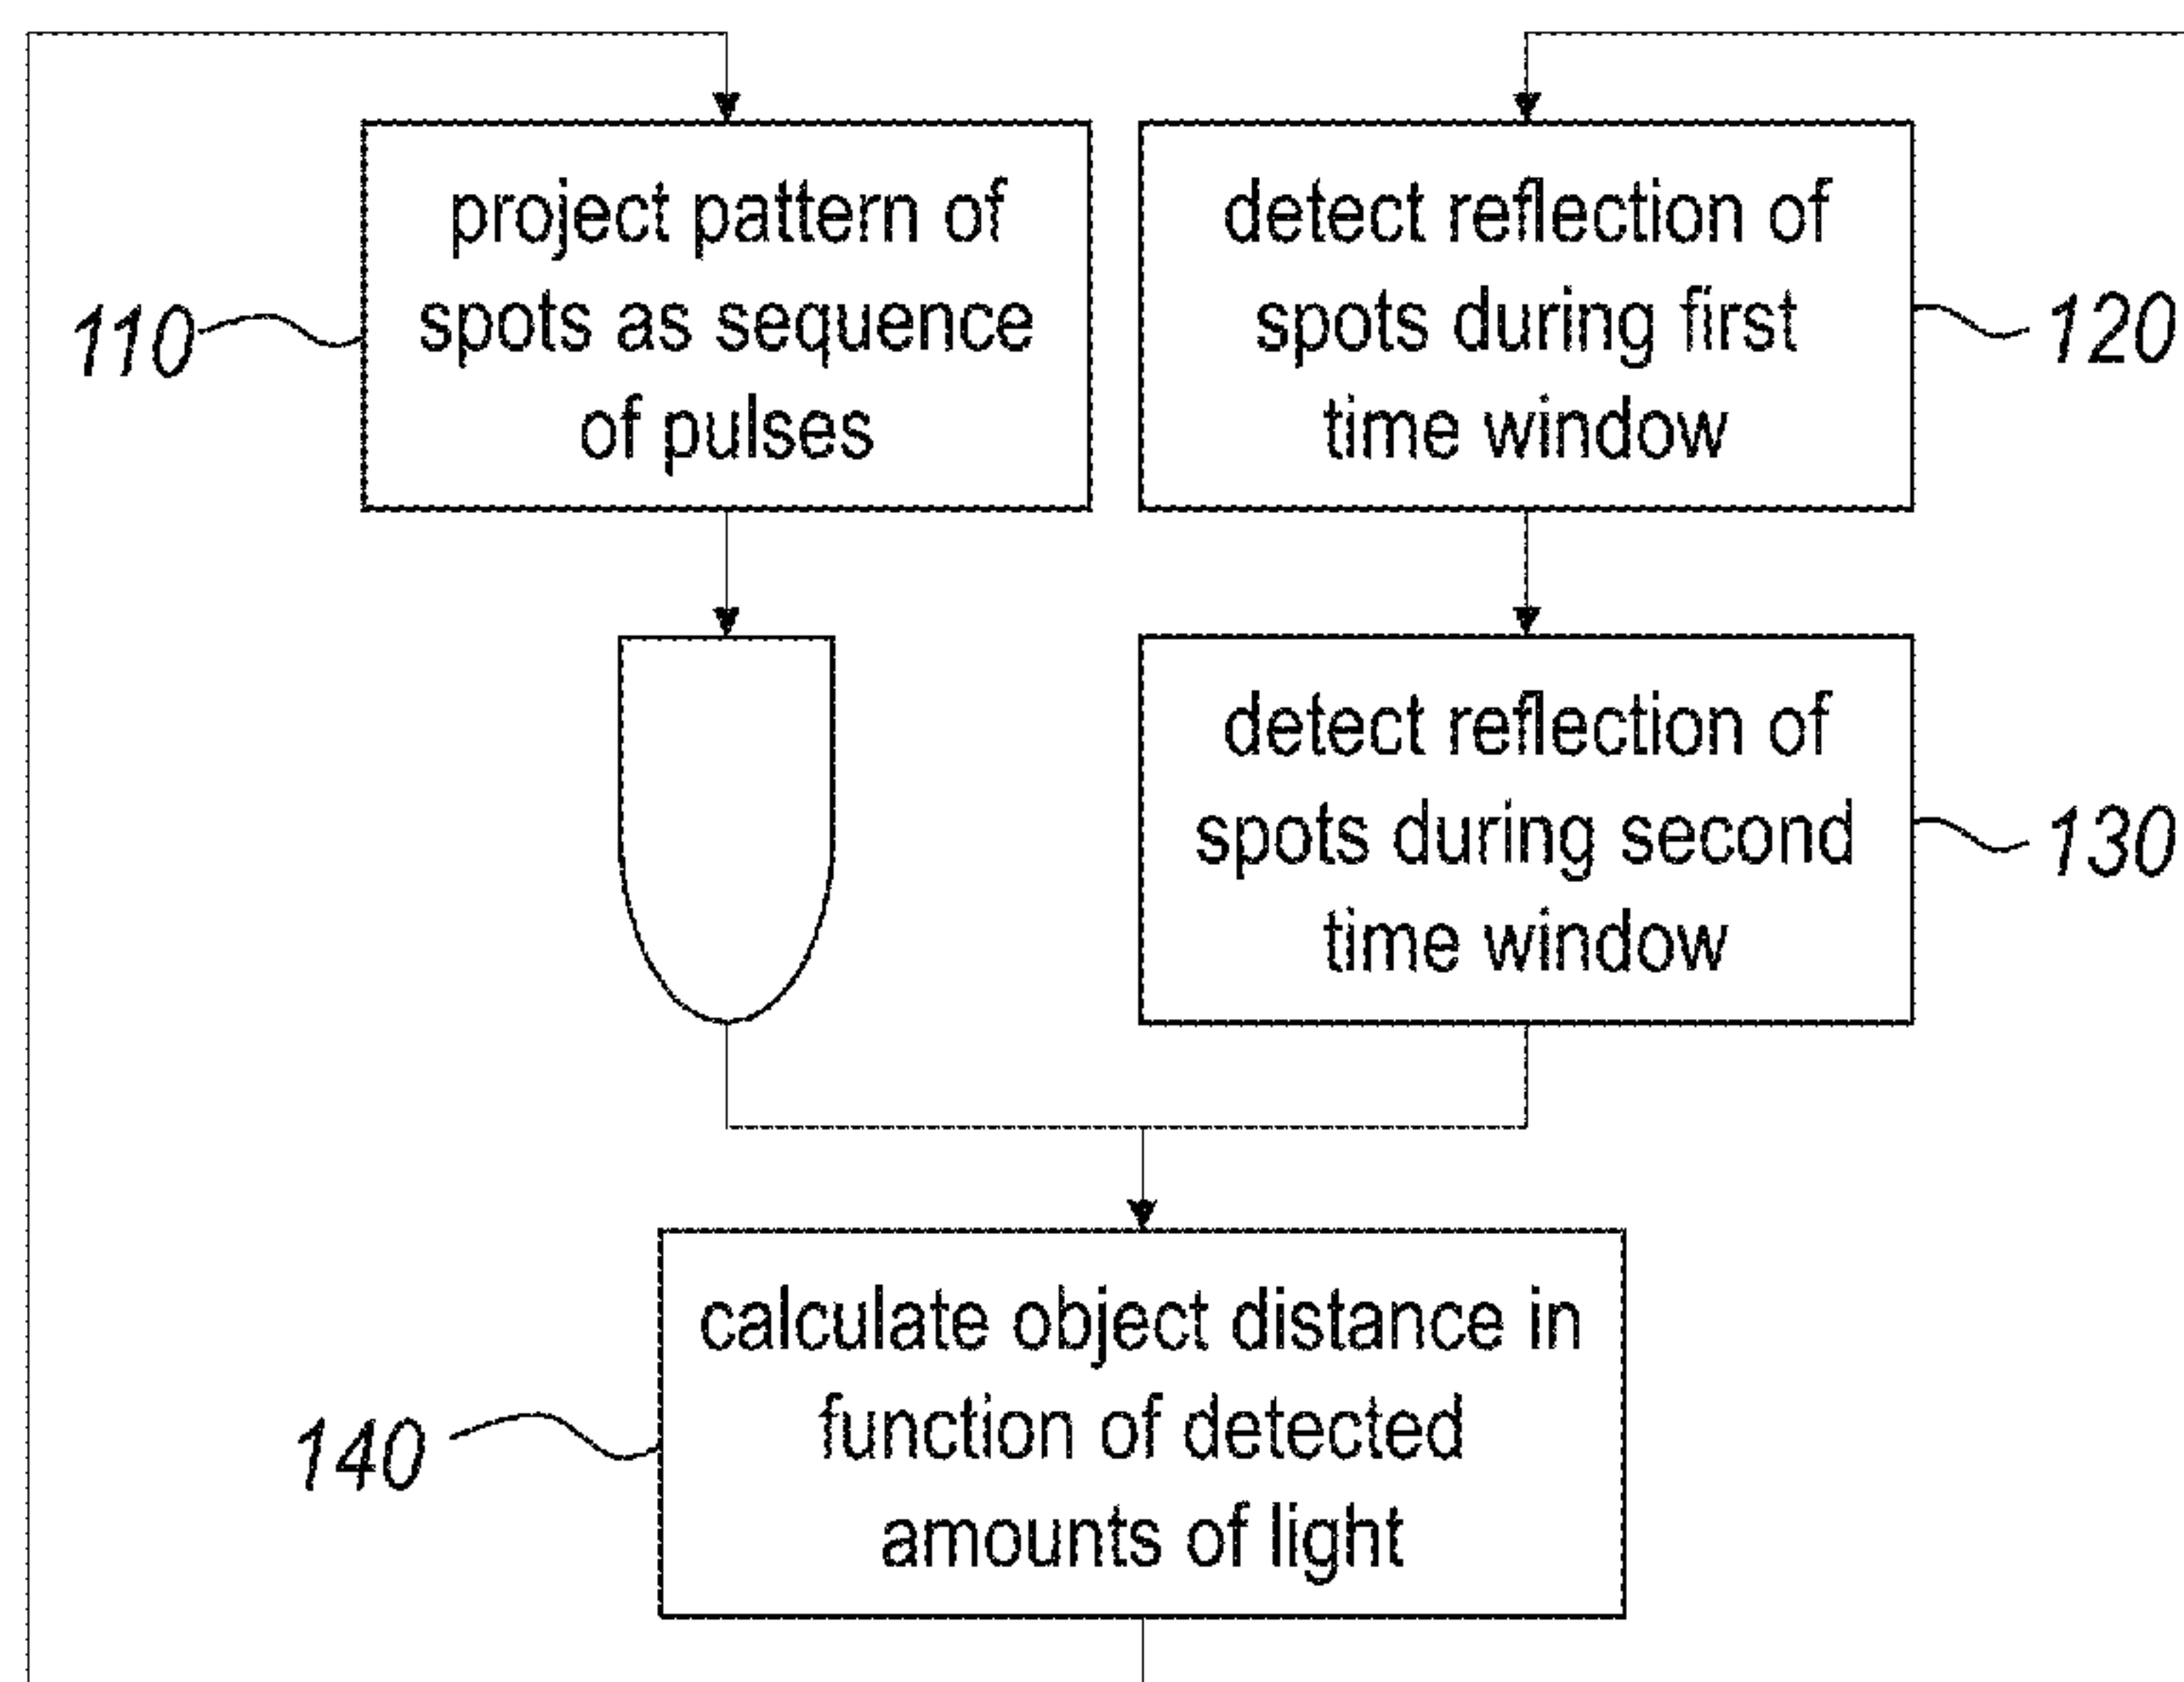 project pattern of
spots as sequence
of pulses
110
detect reflection of
spots during first
time window
120
detect reflection of
spots during second
time window
130
calculate object distance in
function of detected
amounts of light
140